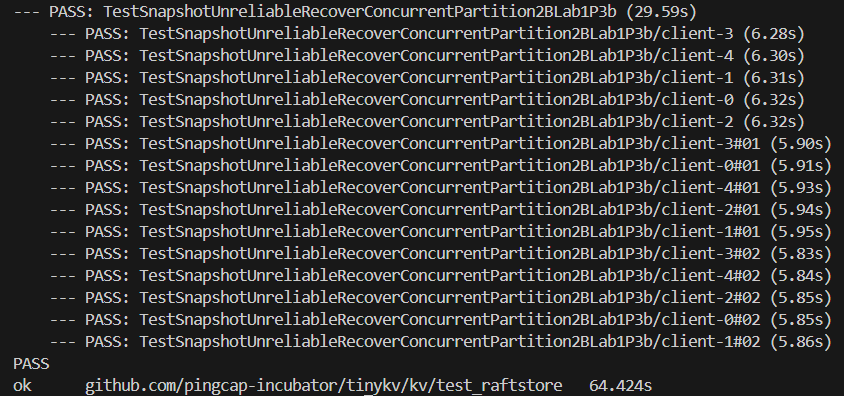 --- PASS: TestSnapshotUnreliableRecoverConcurrentPartition2BLab1P3b (29.59s)
    --- PASS: TestSnapshotUnreliableRecoverConcurrentPartition2BLab1P3b/client-3 (6.28s)
    --- PASS: TestSnapshotUnreliableRecoverConcurrentPartition2BLab1P3b/client-4 (6.30s)
    --- PASS: TestSnapshotUnreliableRecoverConcurrentPartition2BLab1P3b/client-1 (6.31s)
    --- PASS: TestSnapshotUnreliableRecoverConcurrentPartition2BLab1P3b/client-0 (6.32s)
    --- PASS: TestSnapshotUnreliableRecoverConcurrentPartition2BLab1P3b/client-2 (6.32s)
    --- PASS: TestSnapshotUnreliableRecoverConcurrentPartition2BLab1P3b/client-3#01 (5.90s)
    --- PASS: TestSnapshotUnreliableRecoverConcurrentPartition2BLab1P3b/client-0#01 (5.91s)
    --- PASS: TestSnapshotUnreliableRecoverConcurrentPartition2BLab1P3b/client-4#01 (5.93s)
    --- PASS: TestSnapshotUnreliableRecoverConcurrentPartition2BLab1P3b/client-2#01 (5.94s)
    --- PASS: TestSnapshotUnreliableRecoverConcurrentPartition2BLab1P3b/client-1#01 (5.95s)
    --- PASS: TestSnapshotUnreliableRecoverConcurrentPartition2BLab1P3b/client-3#02 (5.83s)
    --- PASS: TestSnapshotUnreliableRecoverConcurrentPartition2BLab1P3b/client-4#02 (5.84s)
    --- PASS: TestSnapshotUnreliableRecoverConcurrentPartition2BLab1P3b/client-2#02 (5.85s)
    --- PASS: TestSnapshotUnreliableRecoverConcurrentPartition2BLab1P3b/client-0#02 (5.85s)
    --- PASS: TestSnapshotUnreliableRecoverConcurrentPartition2BLab1P3b/client-1#02 (5.86s)
PASS
ok      github.com/pingcap-incubator/tinykv/kv/test_raftstore   64.424s